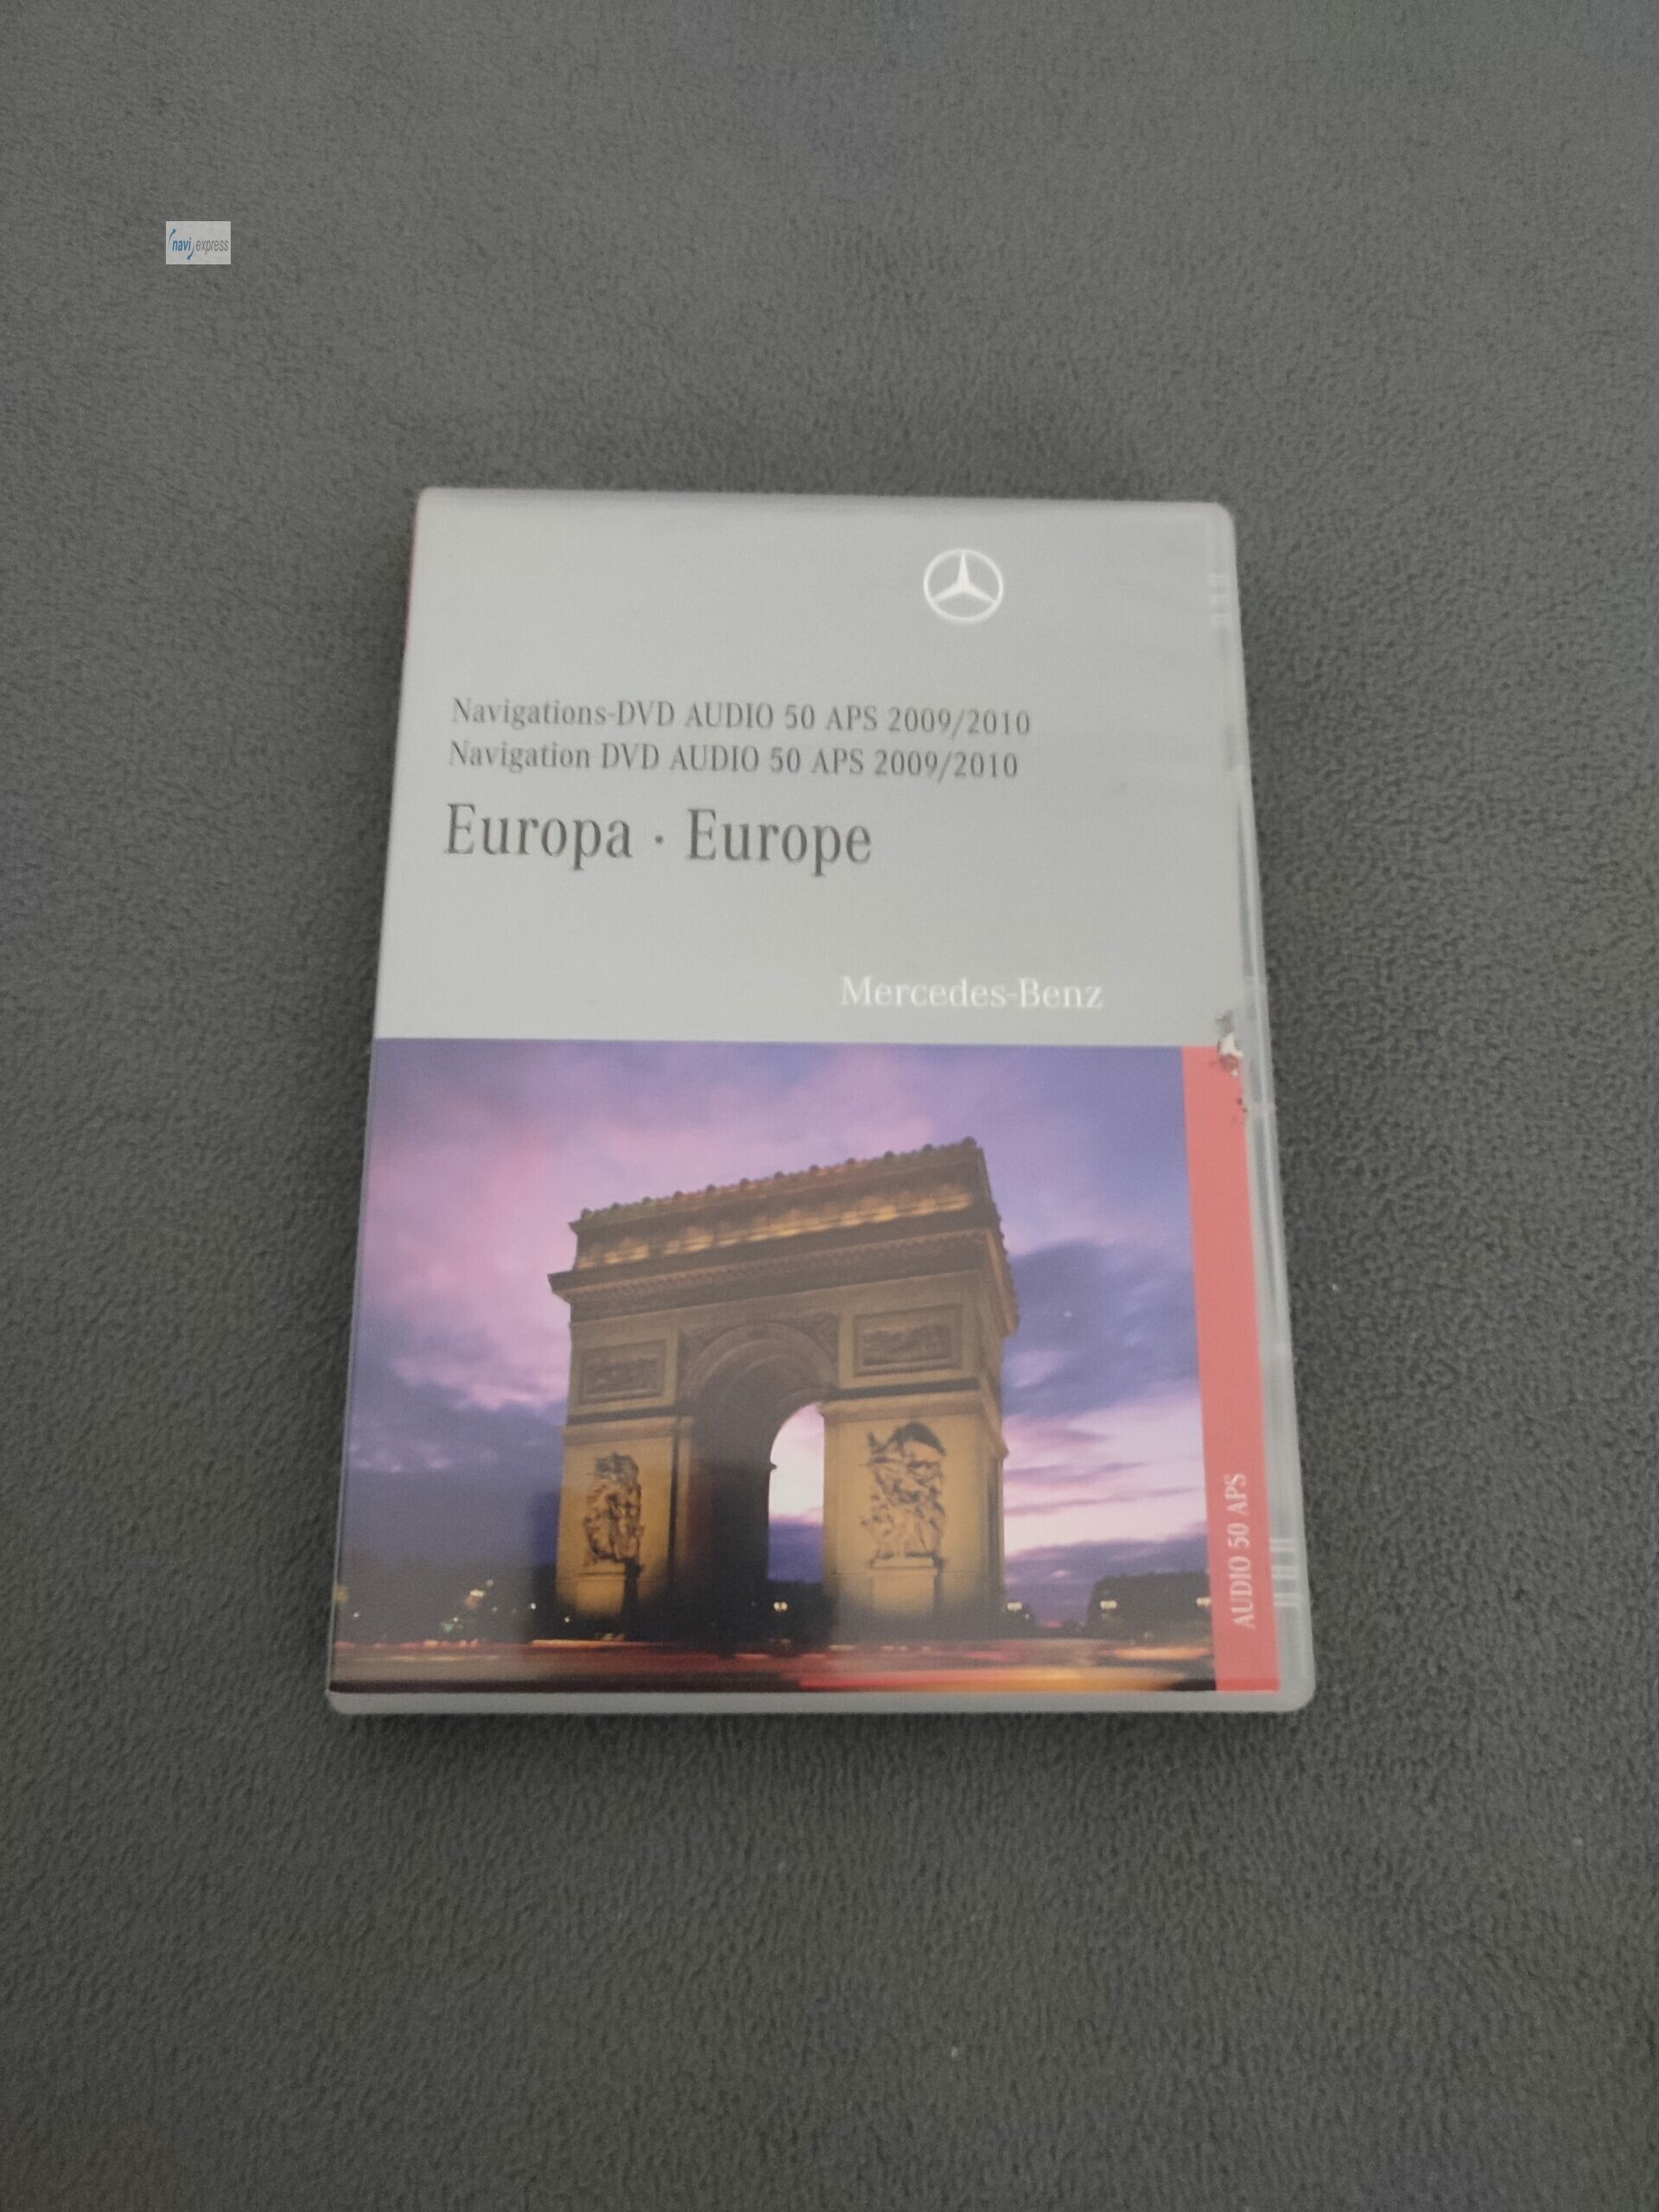 navi express
Navigations-DVD AUDIO 50 APS 2009/2010
Navigation DVD AUDIO 50 APS 2009/2010
Europa · Europe
Mercedes-Benz
AUDIO 50 APS